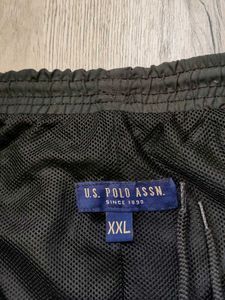 U.S. POLO ASSN.
SINCE 1890
XXL